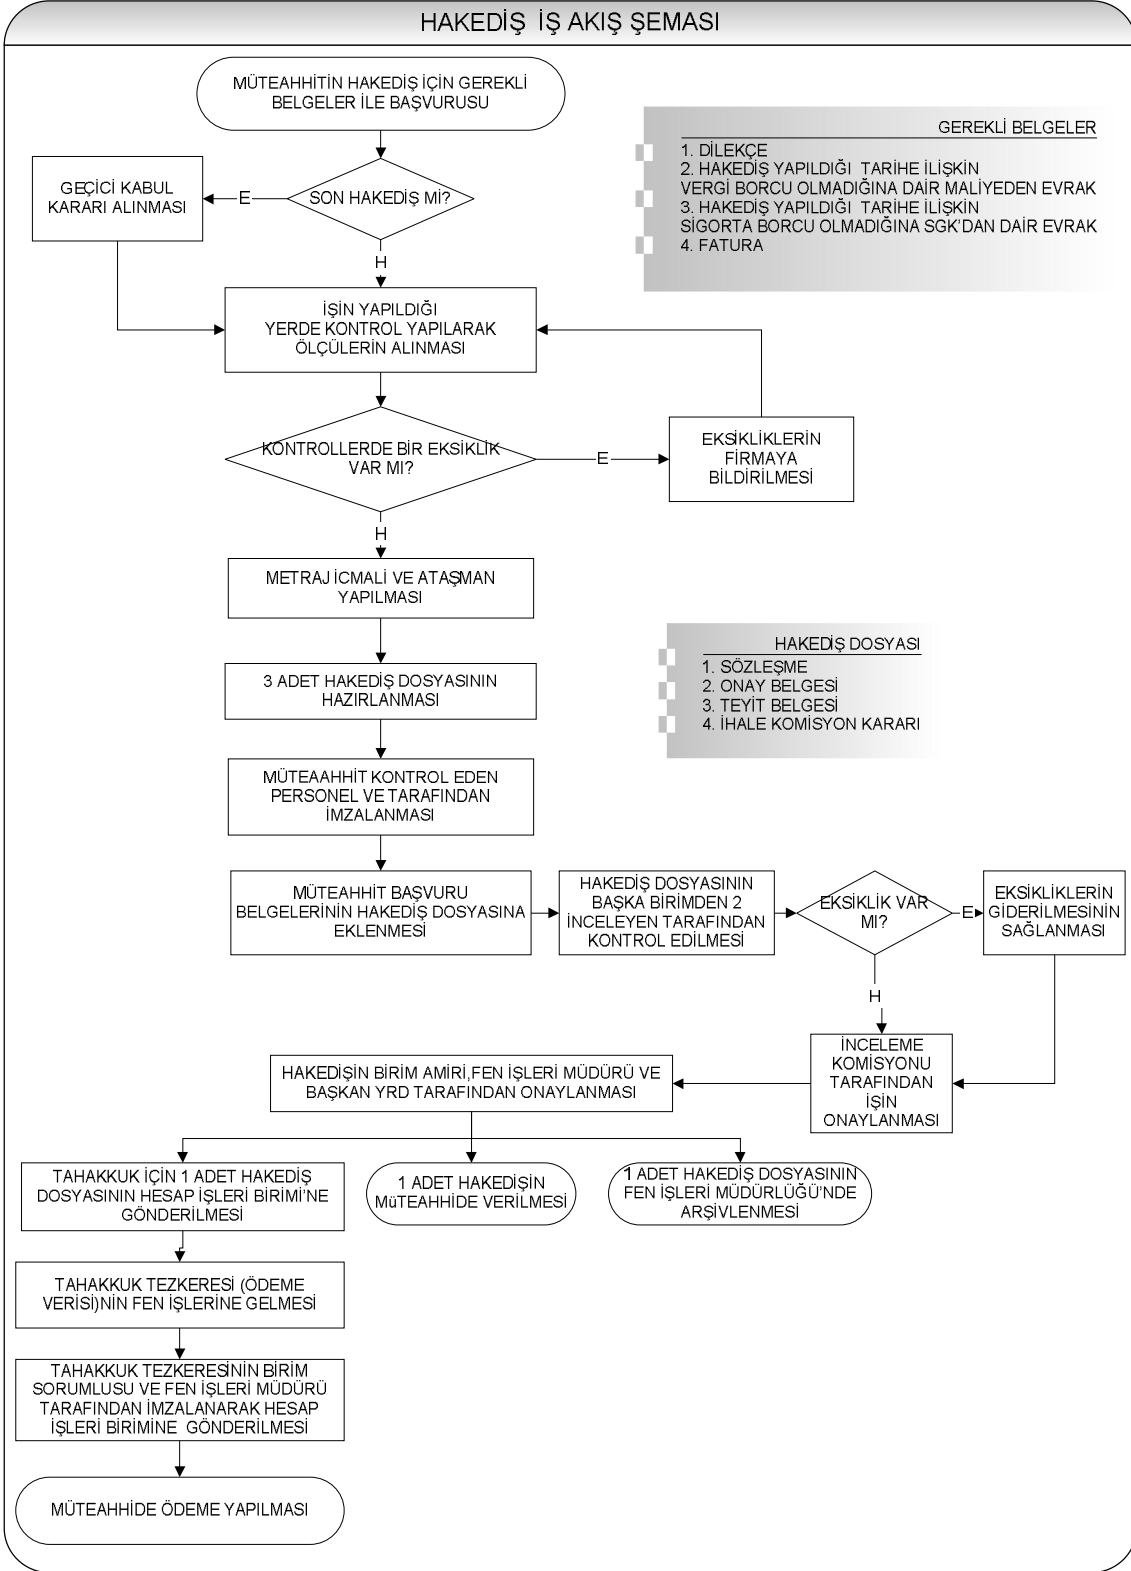 HAKEDİŞ İŞ AKIŞ ŞEMASI
MÜTEAHHİTİN HAKEDİŞ İÇİN GEREKLİ
BELGELER İLE BAŞVURUSU
GEREKLİ BELGELER
1. DİLEKÇE
2. HAKEDİŞ YAPILDIĞI TARİHE İLİŞKİN
VERGİ BORCU OLMADIĞINA DAİR MALİYEDEN EVRAK
3. HAKEDİŞ YAPILDIĞI TARİHE İLİŞKİN
SİGORTA BORCU OLMADIĞINA SGK'DAN DAİR EVRAK
4. FATURA
SON HAKEDİŞ Mİ?
E
GEÇİCİ KABUL
KARARI ALINMASI
H
İŞİN YAPILDIĞI
YERDE KONTROL YAPILARAK
ÖLÇÜLERİN ALINMASI
KONTROLLERDE BİR EKSİKLİK
VAR MI?
E
EKSİKLİKLERİN
FİRMAYA
BİLDİRİLMESİ
H
METRAJ İCMALİ VE ATAŞMAN
YAPILMASI
HAKEDİŞ DOSYASI
1. SÖZLEŞME
2. ONAY BELGESİ
3. TEYİT BELGESİ
4. İHALE KOMİSYON KARARI
3 ADET HAKEDİŞ DOSYASININ
HAZIRLANMASI
MÜTEAAHHİT KONTROL EDEN
PERSONEL VE TARAFINDAN
İMZALANMASI
MÜTEAHHİT BAŞVURU
BELGELERİNİN HAKEDİŞ DOSYASINA
EKLENMESİ
HAKEDİŞ DOSYASININ
BAŞKA BİRİMDEN 2
İNCELEYEN TARAFINDAN
KONTROL EDİLMESİ
EKSİKLİK VAR
MI?
E
EKSİKLİKLERİN
GİDERİLMESİNİN
SAĞLANMASI
H
İNCELEME
KOMİSYONU
TARAFINDAN
İŞİN
ONAYLANMASI
HAKEDİŞİN BİRİM AMİRİ,FEN İŞLERİ MÜDÜRÜ VE
BAŞKAN YRD TARAFINDAN ONAYLANMASI
TAHAKKUK İÇİN 1 ADET HAKEDİŞ
DOSYASININ HESAP İŞLERİ BİRİMİ'NE
GÖNDERİLMESİ
1 ADET HAKEDİŞİN
MüTEAHHİDE VERİLMESİ
1 ADET HAKEDİŞ DOSYASININ
FEN İŞLERİ MÜDÜRLÜĞÜ'NDE
ARŞİVLENMESİ
TAHAKKUK TEZKERESİ (ÖDEME
VERİSİ)NİN FEN İŞLERİNE GELMESİ
TAHAKKUK TEZKERESİNİN BİRİM
SORUMLUSU VE FEN İŞLERİ MÜDÜRÜ
TARAFINDAN İMZALANARAK HESAP
İŞLERİ BİRİMİNE GÖNDERİLMESİ
MÜTEAHHİDE ÖDEME YAPILMASI